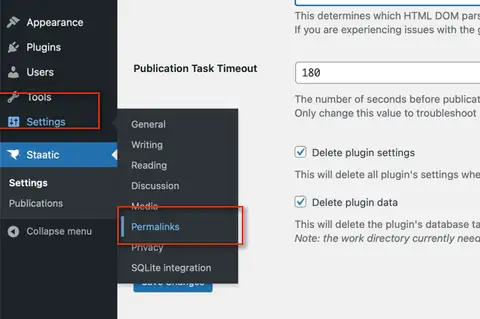 Appearance
Plugins
Users
Tools
Settings
Staatic
Settings
Publications
Collapse menu
General
Writing
Reading
Discussion
Media
Permalinks
Privacy
SQLite integration
This determines which HTML DOM pars
If you are experiencing issues with the g
Publication Task Timeout
180
The number of seconds before publicat
Only change this value to troubleshoot
Delete plugin settings
This will delete all plugin's settings whe
Delete plugin data
This will delete the plugin's database ta
Note: the work directory currently need
Save Changes